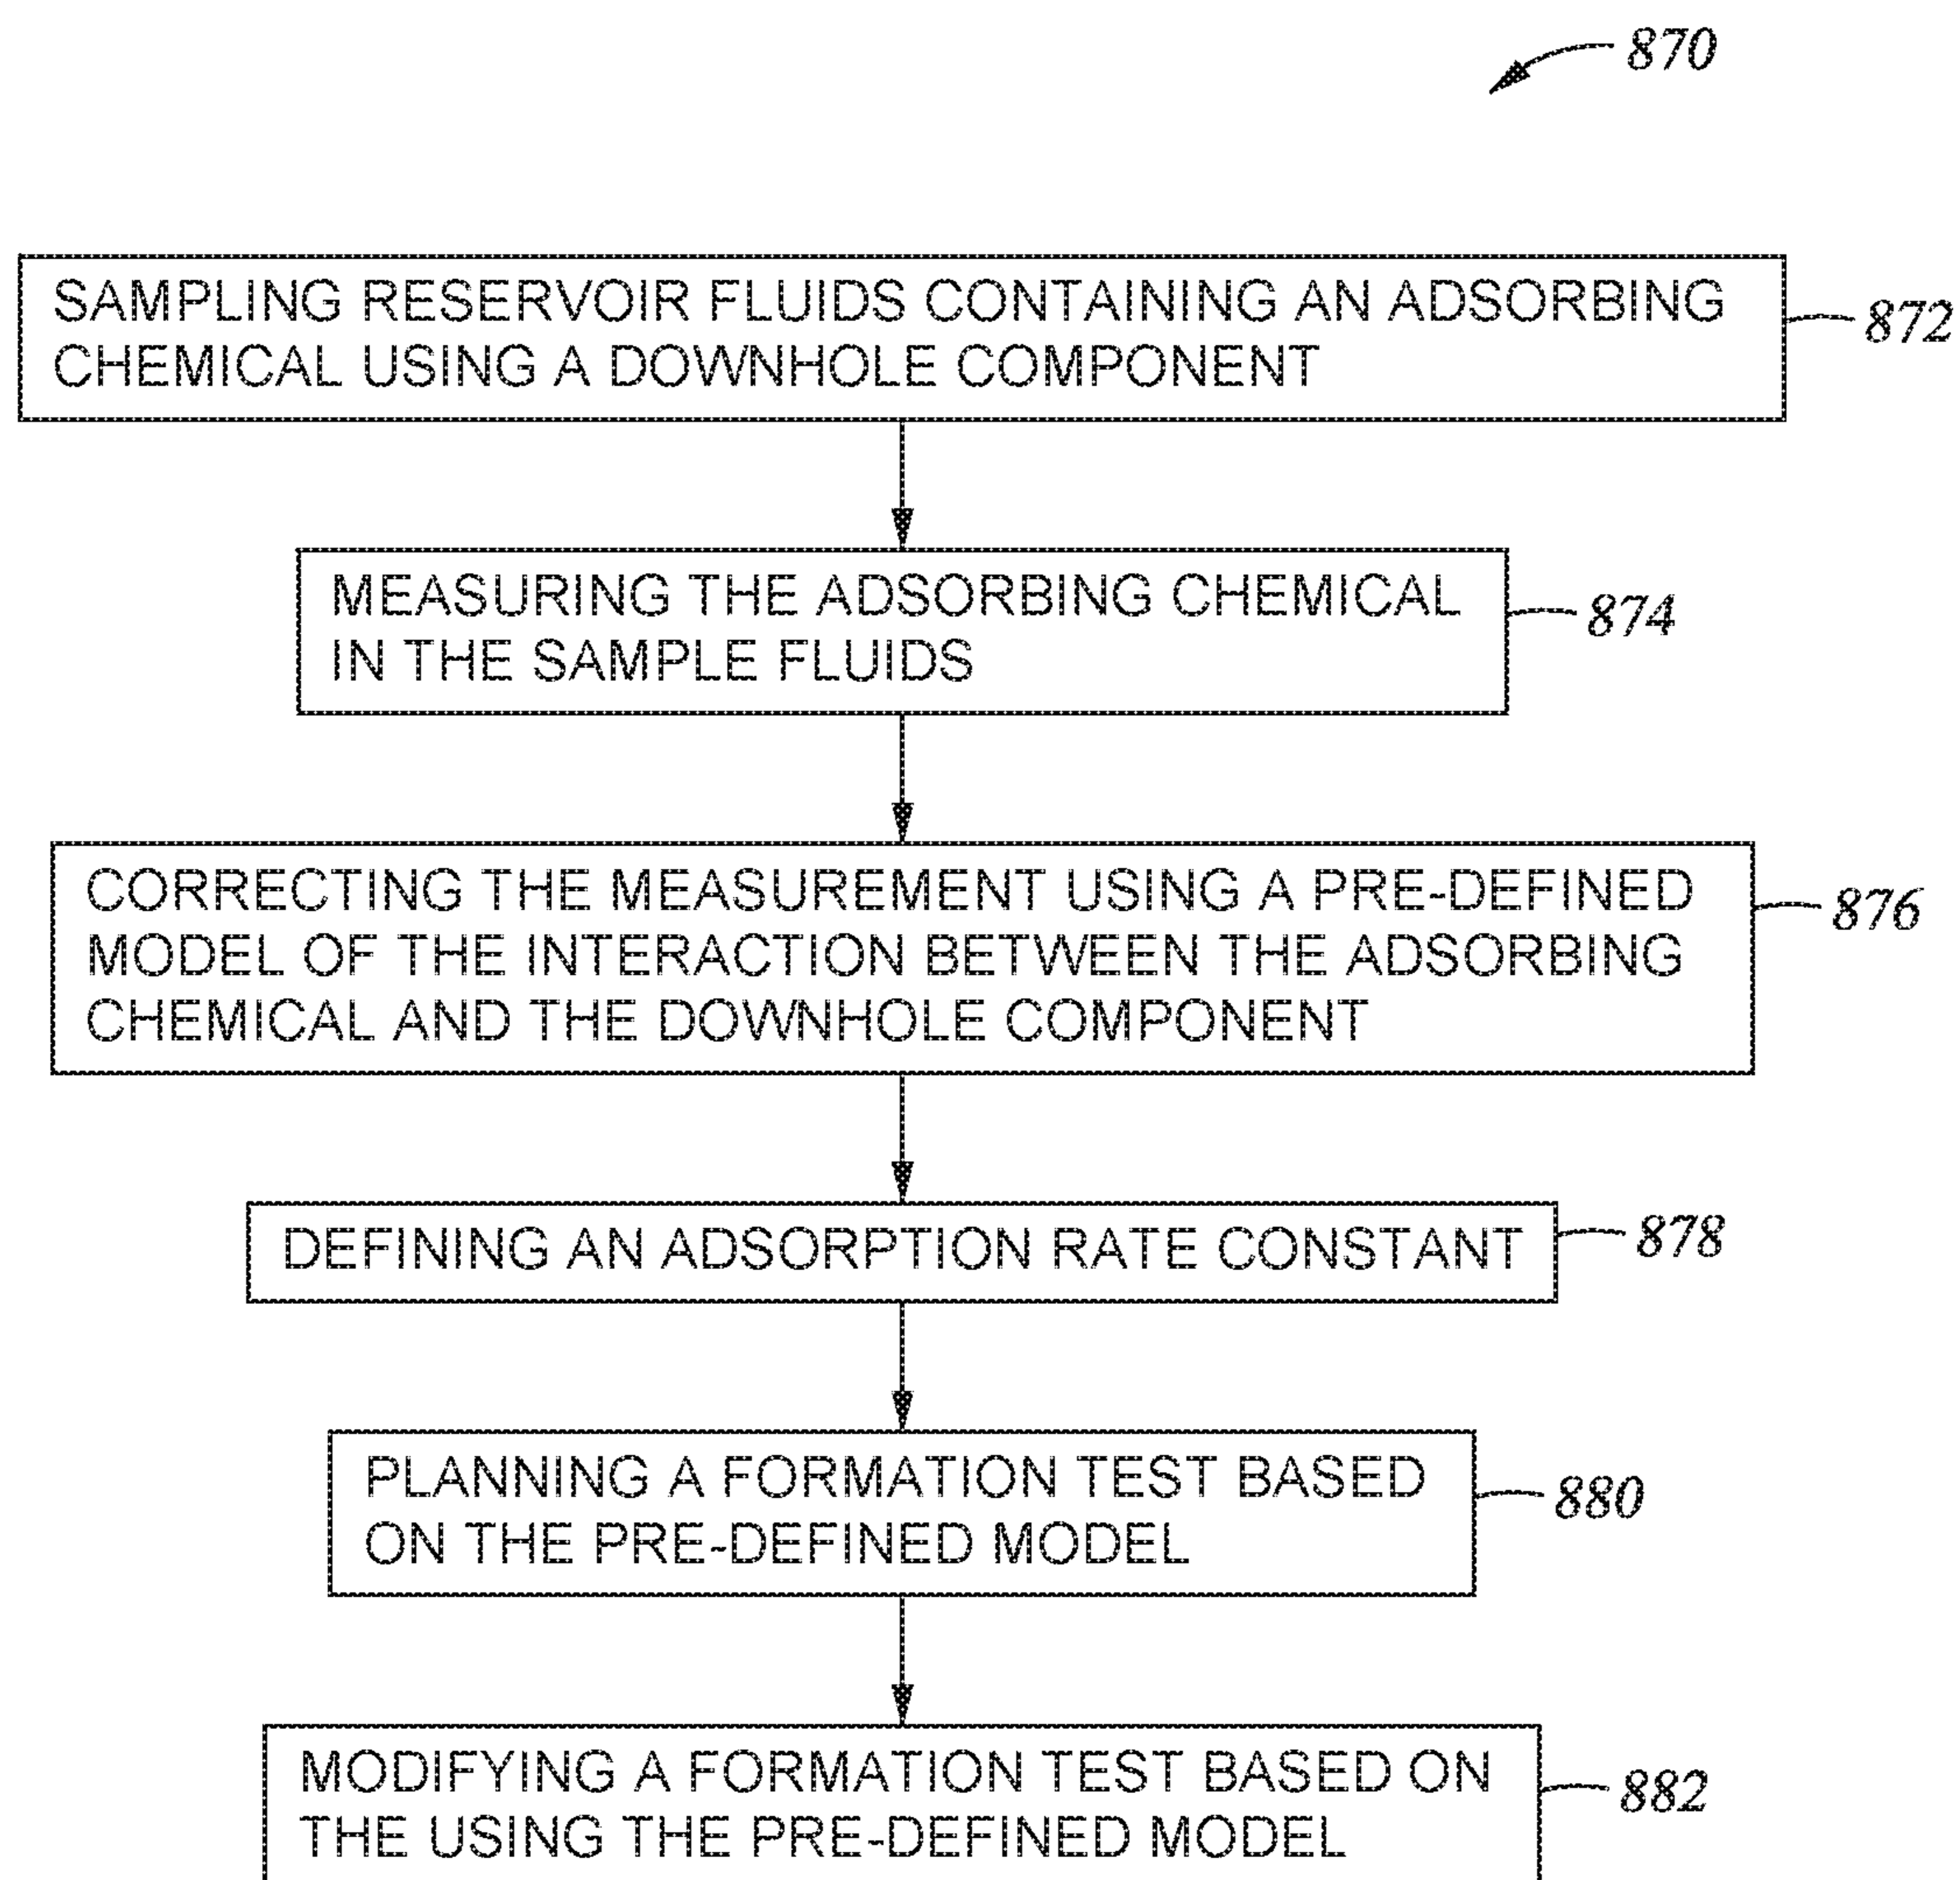 870
SAMPLING RESERVOIR FLUIDS CONTAINING AN ADSORBING
CHEMICAL USING A DOWNHOLE COMPONENT
872
MEASURING THE ADSORBING CHEMICAL
IN THE SAMPLE FLUIDS
874
CORRECTING THE MEASUREMENT USING A PRE-DEFINED
MODEL OF THE INTERACTION BETWEEN THE ADSORBING
CHEMICAL AND THE DOWNHOLE COMPONENT
876
DEFINING AN ADSORPTION RATE CONSTANT
878
PLANNING A FORMATION TEST BASED
ON THE PRE-DEFINED MODEL
880
MODIFYING A FORMATION TEST BASED ON
THE USING THE PRE-DEFINED MODEL
882